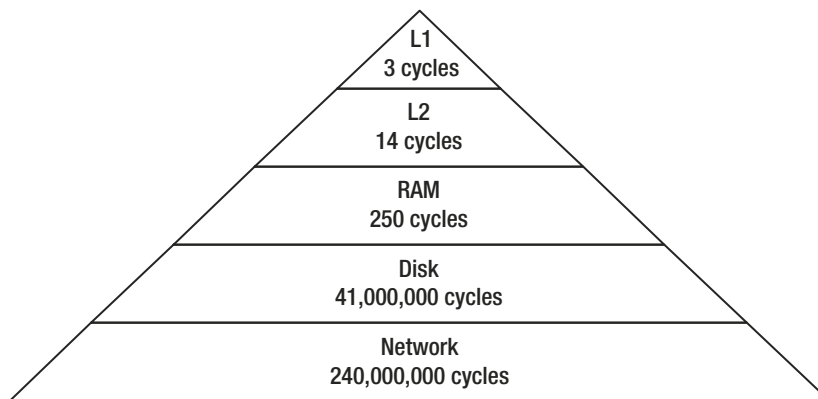 L1
3 cycles
L2
14 cycles
RAM
250 cycles
Disk
41,000,000 cycles
Network
240,000,000 cycles